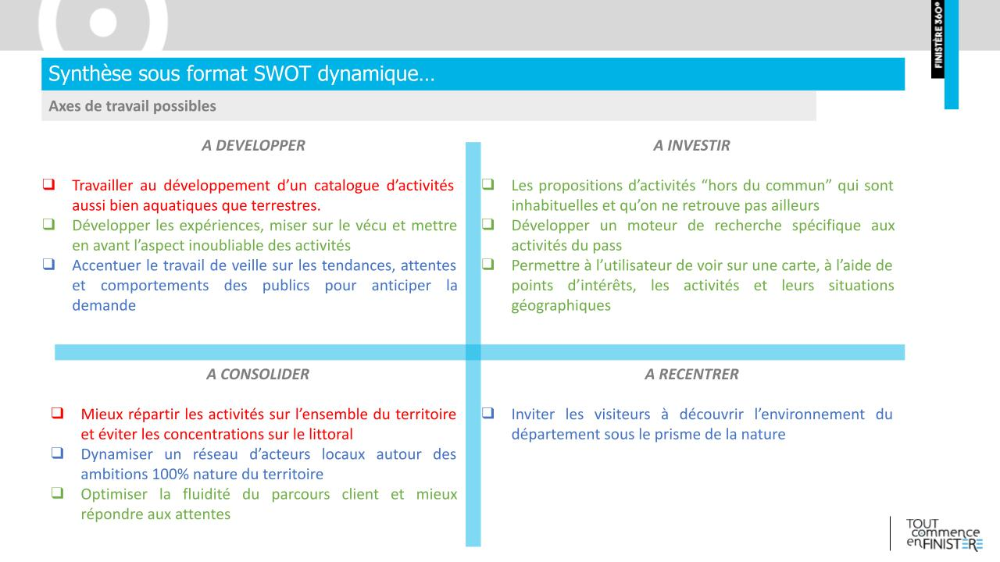 FINISTÈRE 360°
Synthèse sous format SWOT dynamique…
Axes de travail possibles
A DEVELOPPER
❑ Travailler au développement d’un catalogue d’activités
aussi bien aquatiques que terrestres.
❑ Développer les expériences, miser sur le vécu et mettre
en avant l’aspect inoubliable des activités
❑ Accentuer le travail de veille sur les tendances, attentes
et comportements des publics pour anticiper la
demande
A INVESTIR
❑ Les propositions d’activités “hors du commun” qui sont
inhabituelles et qu’on ne retrouve pas ailleurs
❑ Développer un moteur de recherche spécifique aux
activités du pass
❑ Permettre à l’utilisateur de voir sur une carte, à l’aide de
points d’intérêts, les activités et leurs situations
géographiques
A CONSOLIDER
❑ Mieux répartir les activités sur l’ensemble du territoire
et éviter les concentrations sur le littoral
❑ Dynamiser un réseau d’acteurs locaux autour des
ambitions 100% nature du territoire
❑ Optimiser la fluidité du parcours client et mieux
répondre aux attentes
A RECENTRER
❑ Inviter les visiteurs à découvrir l’environnement du
département sous le prisme de la nature
TOUT
commence
en FINISTÈRE